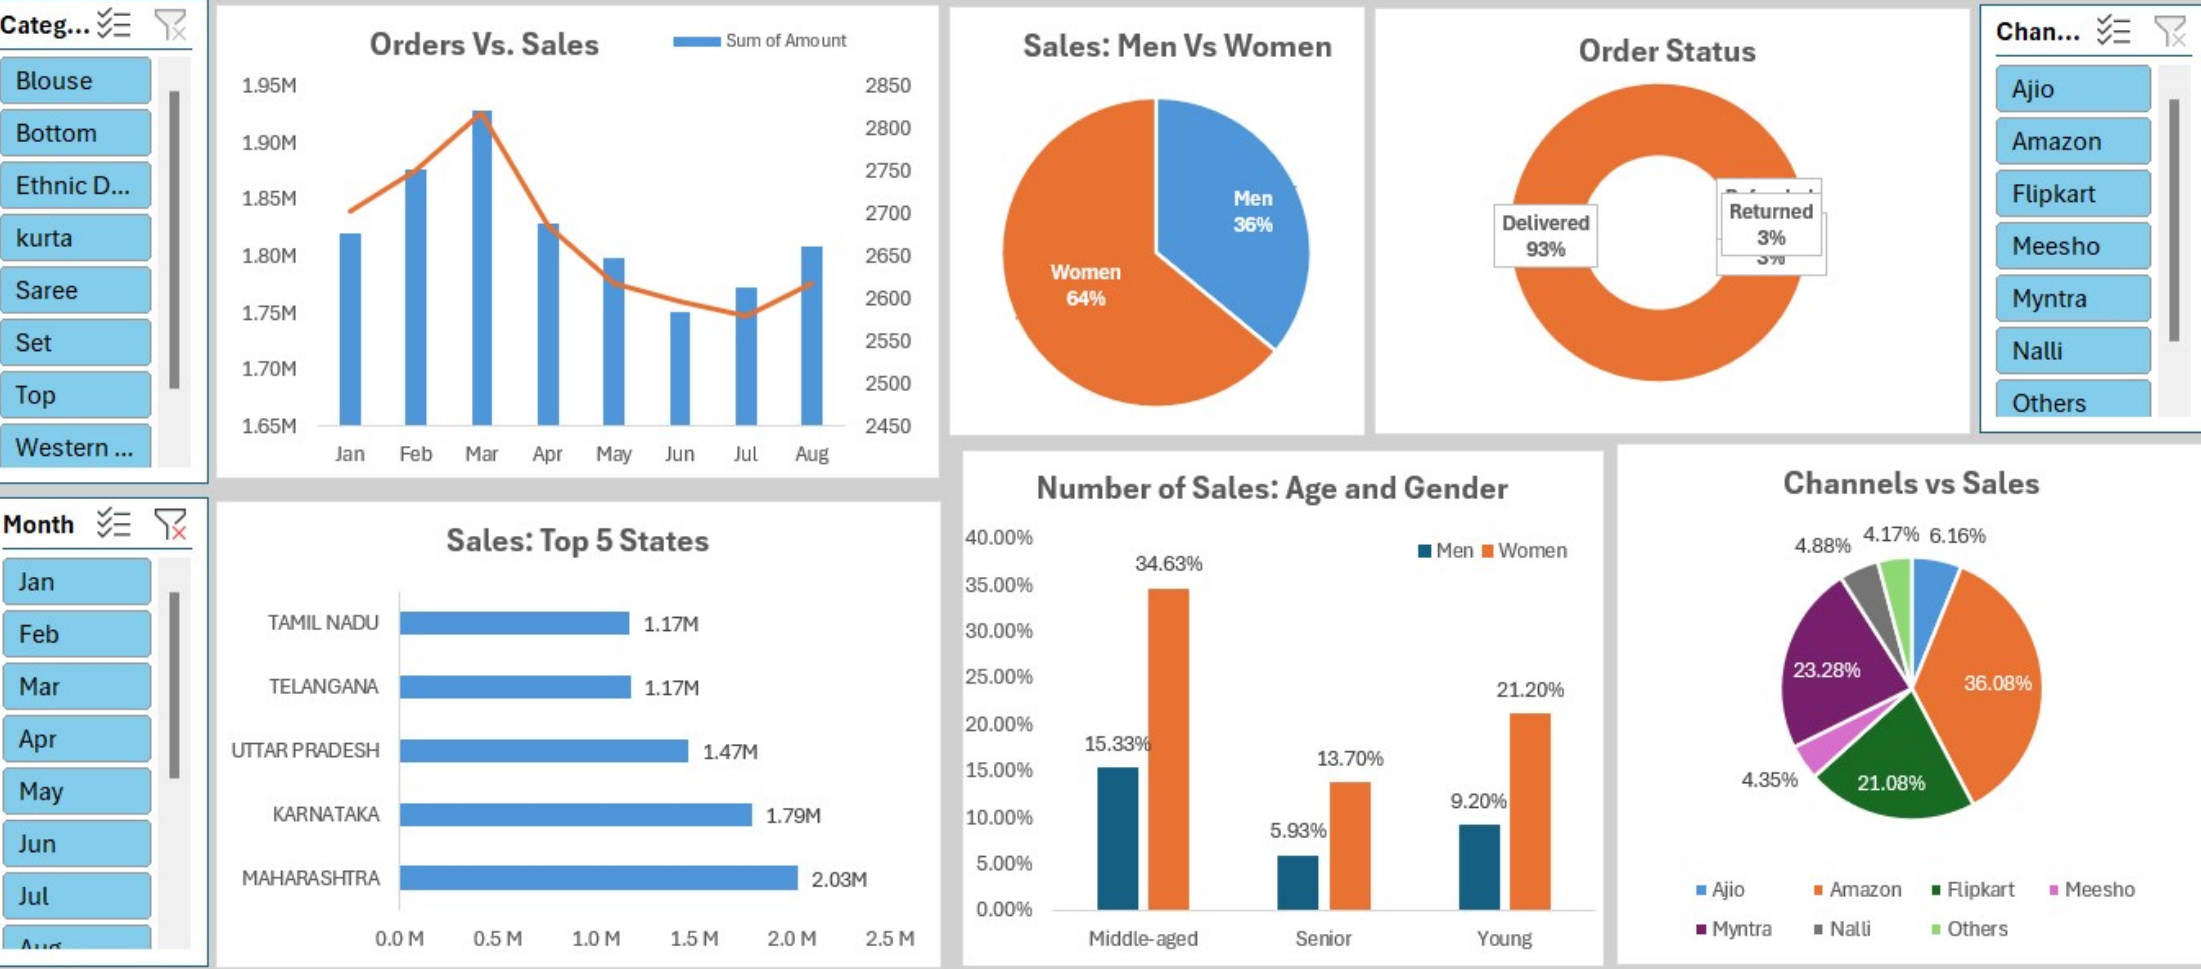 Categ...
Blouse
Bottom
Ethnic D...
kurta
Saree
Set
Top
Western ...
Month
Jan
Feb
Mar
Apr
May
Jun
Jul
Aug
Orders Vs. Sales
Sum of Amount
1.95M
1.90M
1.85M
1.80M
1.75M
1.70M
1.65M
2850
2800
2750
2700
2650
2600
2550
2500
2450
Jan Feb Mar Apr May Jun Jul Aug
Sales: Top 5 States
TAMIL NADU 1.17M
TELANGANA 1.17M
UTTAR PRADESH 1.47M
KARNATAKA 1.79M
MAHARASHTRA 2.03M
0.0 M 0.5 M 1.0 M 1.5 M 2.0 M 2.5 M
Sales: Men Vs Women
Men
36%
Women
64%
Order Status
Delivered
93%
Returned
3%
3%
Number of Sales: Age and Gender
Men Women
40.00%
35.00%
30.00%
25.00%
20.00%
15.00%
10.00%
5.00%
0.00%
15.33%
34.63%
5.93%
13.70%
9.20%
21.20%
Middle-aged Senior Young
Channels vs Sales
4.88% 4.17% 6.16%
36.08%
23.28%
4.35%
21.08%
Ajio Amazon Flipkart Meesho
Myntra Nalli Others
Chan...
Ajio
Amazon
Flipkart
Meesho
Myntra
Nalli
Others